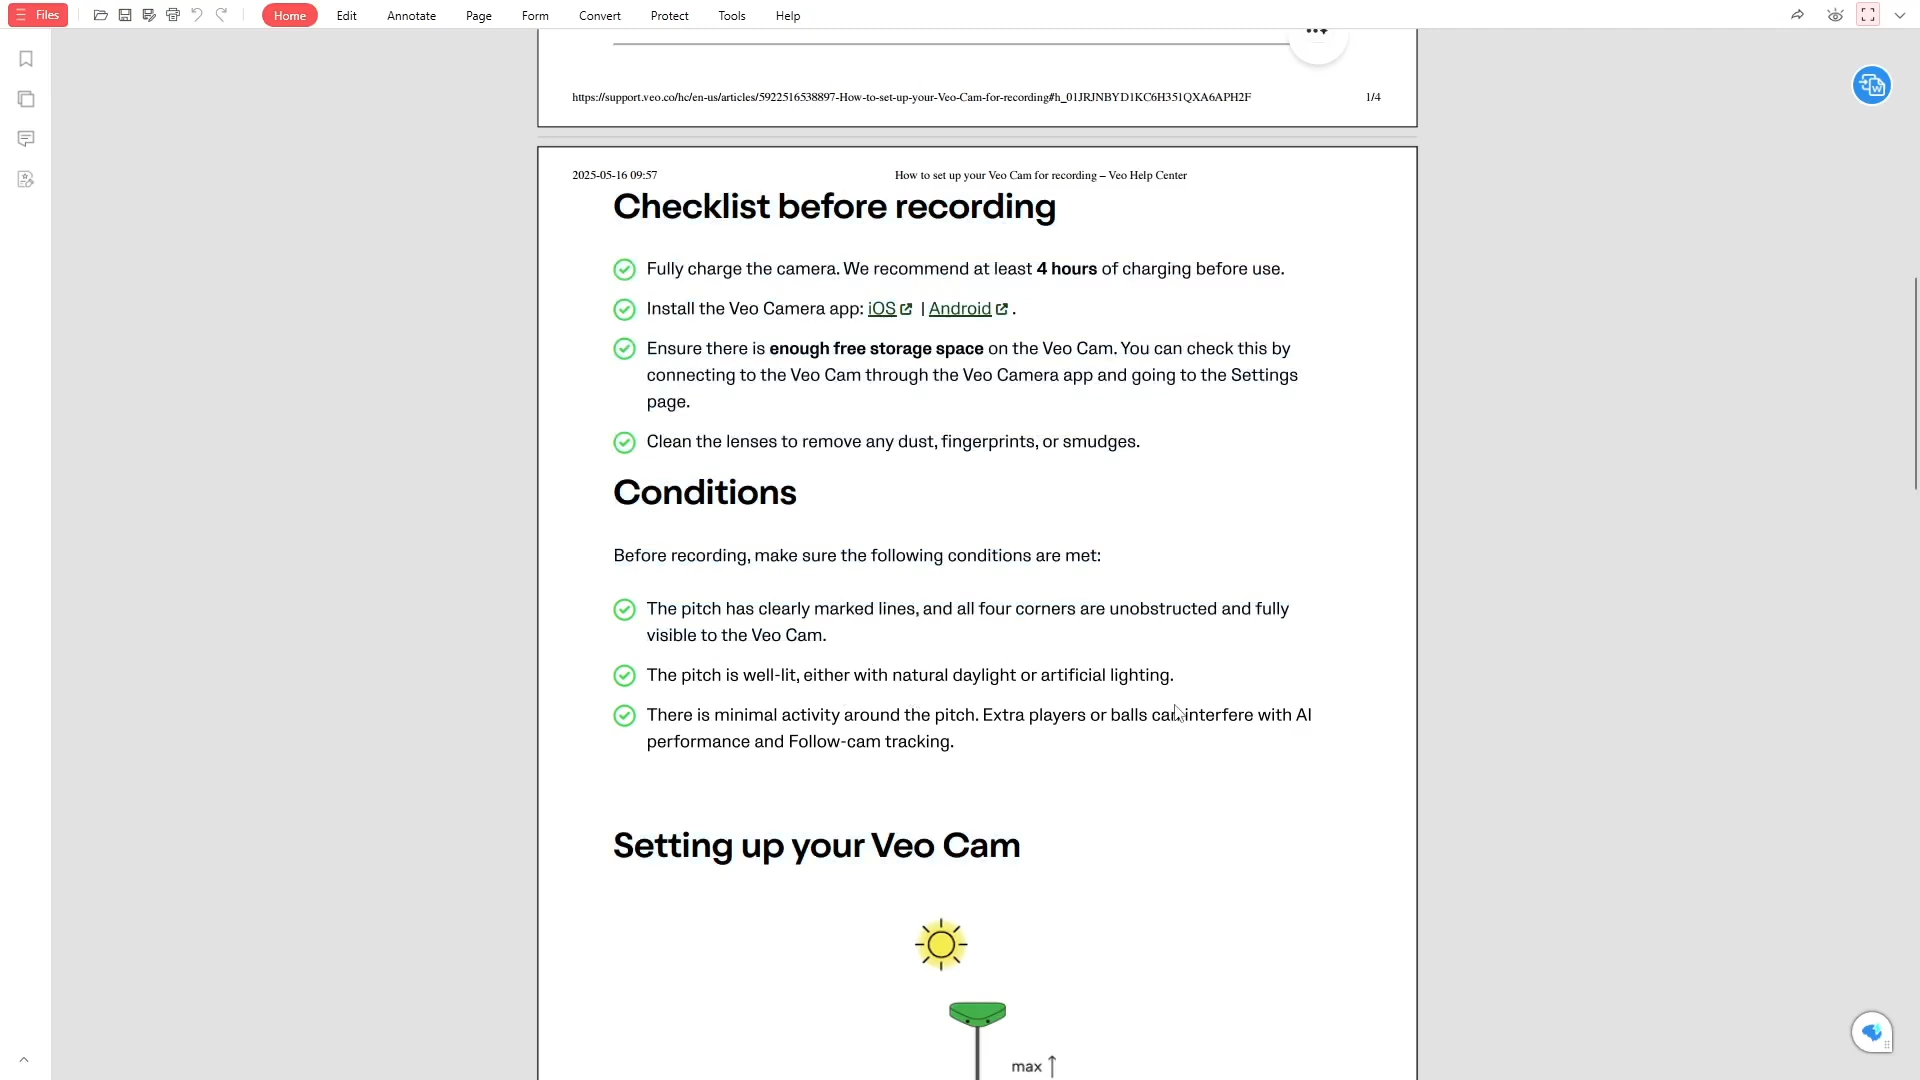 Files
Home
Edit
Annotate
Page
Form
Convert
Protect
Tools
Help
https://support.veo.co/hc/en-us/articles/5922516538897-How-to-set-up-your-Veo-Cam-for-recording#h_01JRJNBYD1KC6H351QXA6APH2F
1/4
2025-05-16 09:57
How to set up your Veo Cam for recording – Veo Help Center
Checklist before recording
Fully charge the camera. We recommend at least 4 hours of charging before use.
Install the Veo Camera app: iOS | Android .
Ensure there is enough free storage space on the Veo Cam. You can check this by
connecting to the Veo Cam through the Veo Camera app and going to the Settings
page.
Clean the lenses to remove any dust, fingerprints, or smudges.
Conditions
Before recording, make sure the following conditions are met:
The pitch has clearly marked lines, and all four corners are unobstructed and fully
visible to the Veo Cam.
The pitch is well-lit, either with natural daylight or artificial lighting.
There is minimal activity around the pitch. Extra players or balls can interfere with AI
performance and Follow-cam tracking.
Setting up your Veo Cam
max ↑